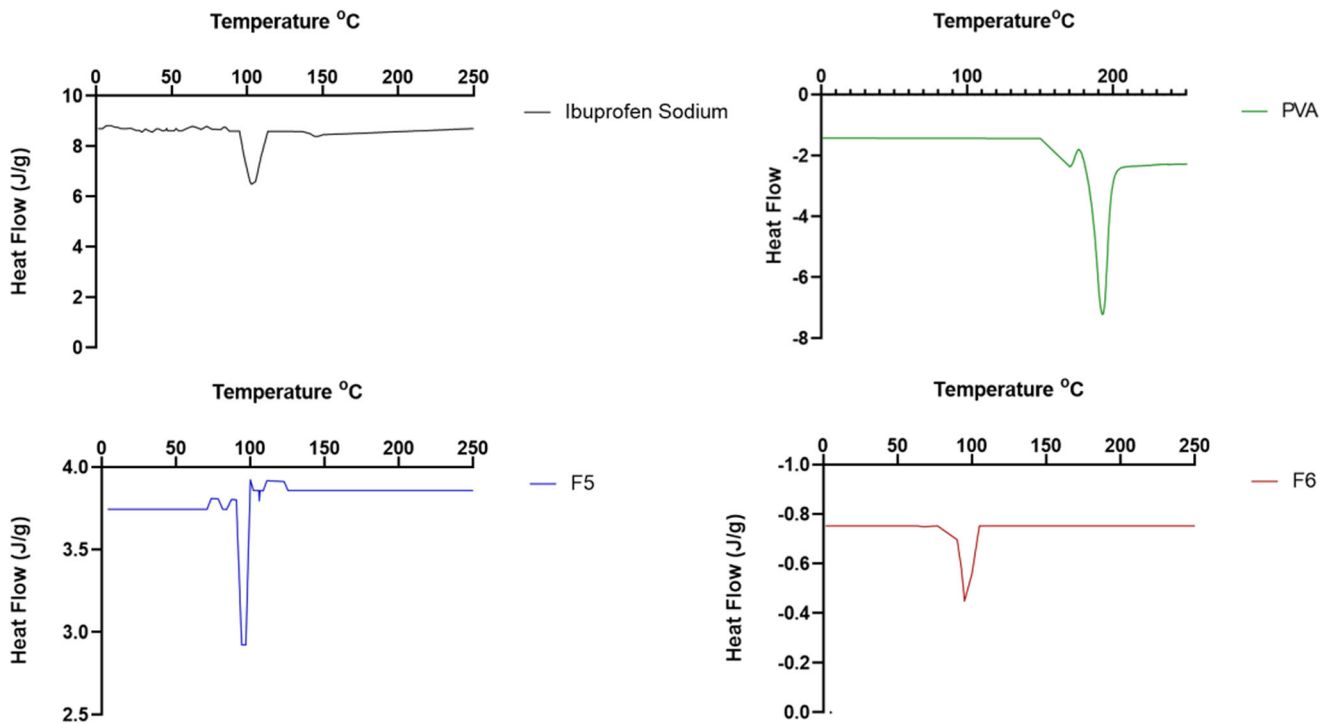 Temperature °C
0 50 100 150 200 250
10
8
6
4
2
0
Heat Flow (J/g)
Ibuprofen Sodium
Temperature°C
0 100 200
0
-2
-4
-6
-8
Heat Flow
PVA
Temperature °C
0 50 100 150 200 250
4.0
3.5
3.0
2.5
Heat Flow (J/g)
F5
Temperature °C
0 50 100 150 200 250
-1.0
-0.8
-0.6
-0.4
-0.2
0.0
Heat Flow (J/g)
F6